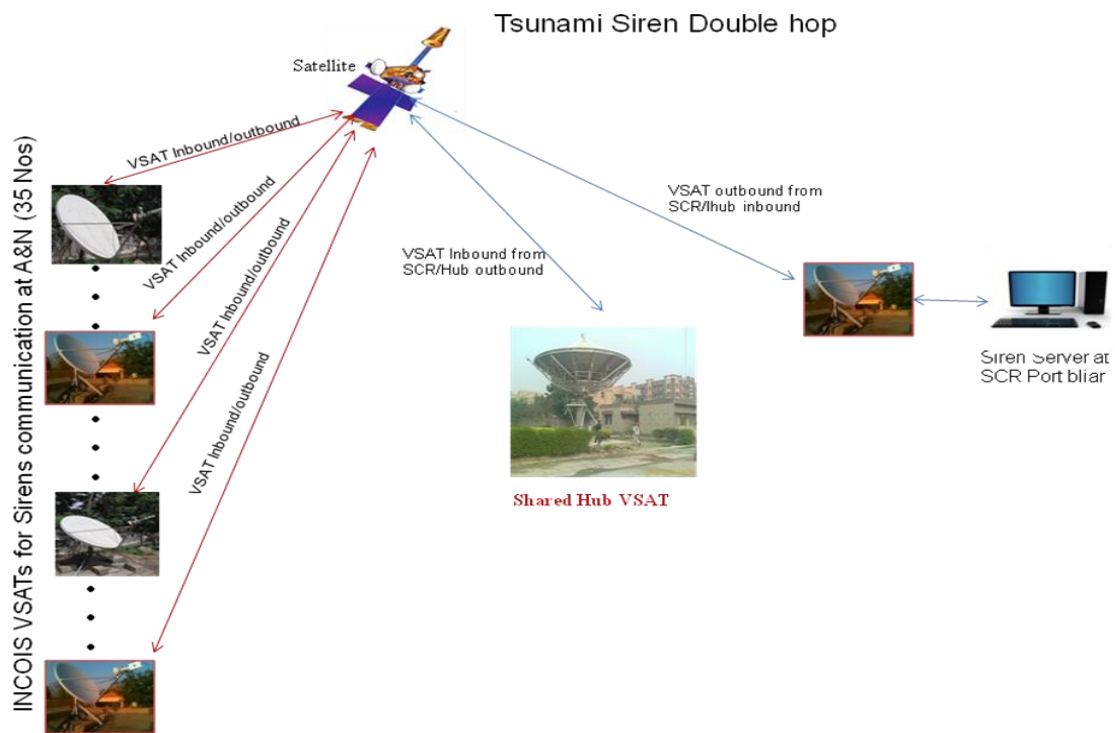 Tsunami Siren Double hop
Satellite
VSAT Inbound/outbound
VSAT Inbound/outbound
VSAT Inbound/outbound
VSAT Inbound/outbound
INCOIS VSATs for Sirens communication at A&N (35 Nos)
VSAT outbound from
SCR/Ihub inbound
VSAT Inbound from
SCR/Hub outbound
Shared Hub VSAT
Siren Server at
SCR Port bliar